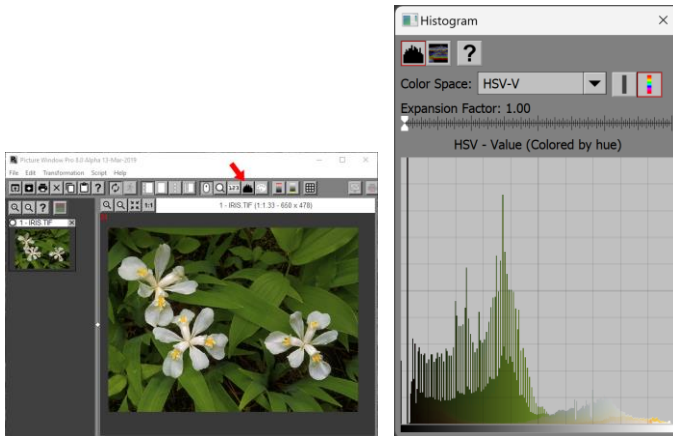 Picture Window Pro 8.0 Alpha 13-Mar-2019
File Edit Transformation Script Help
?
1:1
1 - IRIS.TIF (1:1.33 - 650 x 478)
?
1 - IRIS.TIF
Histogram
?
Color Space: HSV-V
Expansion Factor: 1.00
HSV - Value (Colored by hue)